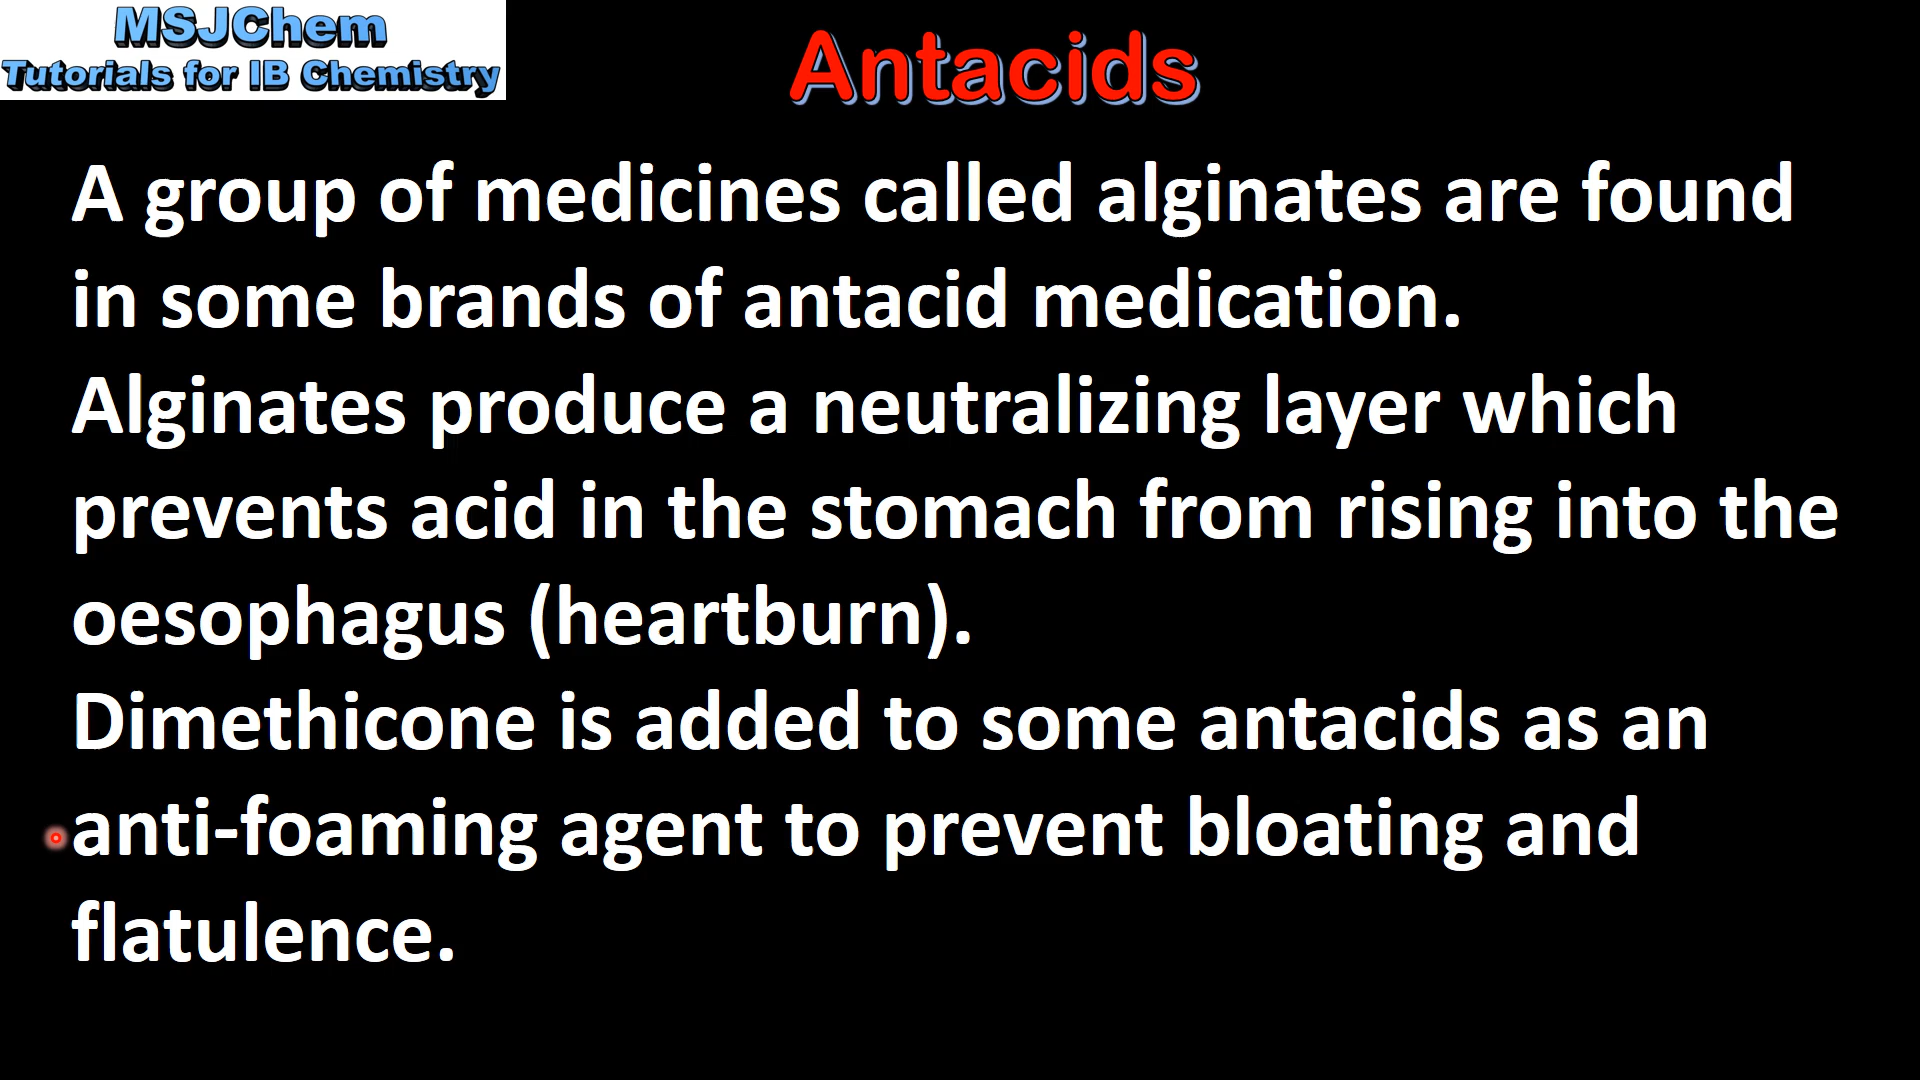 MSJChem
Tutorials for IB Chemistry
Antacids
A group of medicines called alginates are found
in some brands of antacid medication.
Alginates produce a neutralizing layer which
prevents acid in the stomach from rising into the
oesophagus (heartburn).
Dimethicone is added to some antacids as an
anti-foaming agent to prevent bloating and
flatulence.